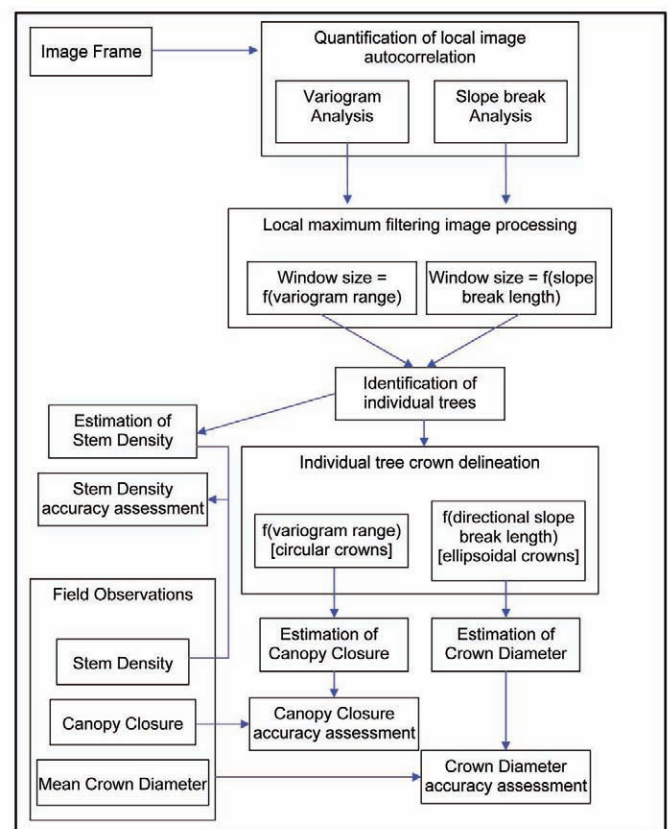 Image Frame
Quantification of local image
autocorrelation
Variogram
Analysis
Slope break
Analysis
Local maximum filtering image processing
Window size =
f(variogram range)
Window size = f(slope
break length)
Identification of
individual trees
Estimation of
Stem Density
Stem Density
accuracy assessment
Individual tree crown delineation
f(variogram range)
[circular crowns]
f(directional slope
break length)
[ellipsoidal crowns]
Field Observations
Stem Density
Canopy Closure
Mean Crown Diameter
Estimation of
Canopy Closure
Estimation of
Crown Diameter
Canopy Closure
accuracy assessment
Crown Diameter
accuracy assessment